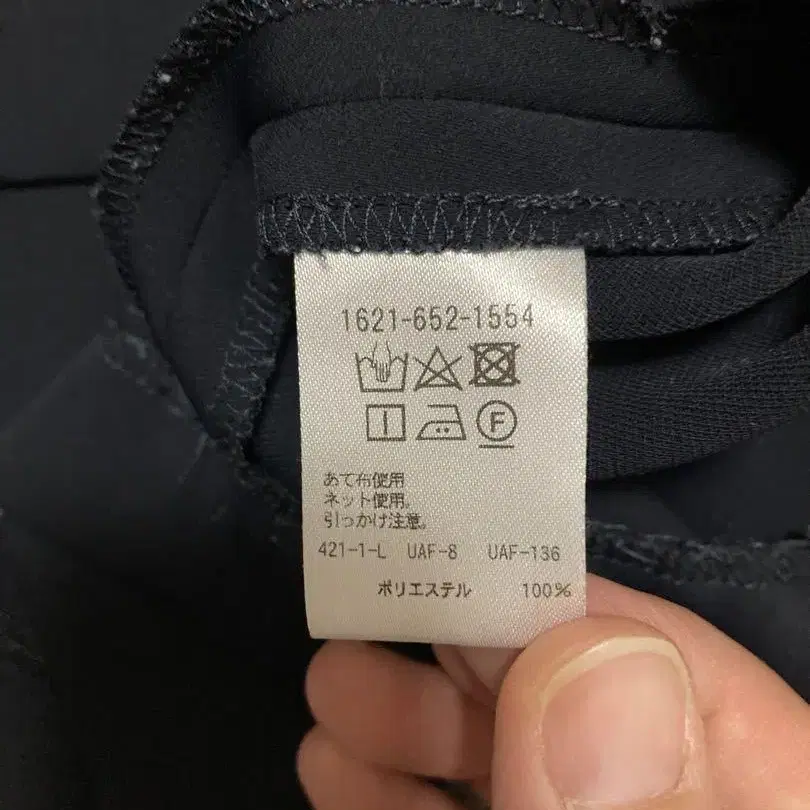 1621-652-1554
F
あて布使用
ネット使用。
引っかけ注意。
421-1-L UAF-8 UAF-136
ポリエステル 100%